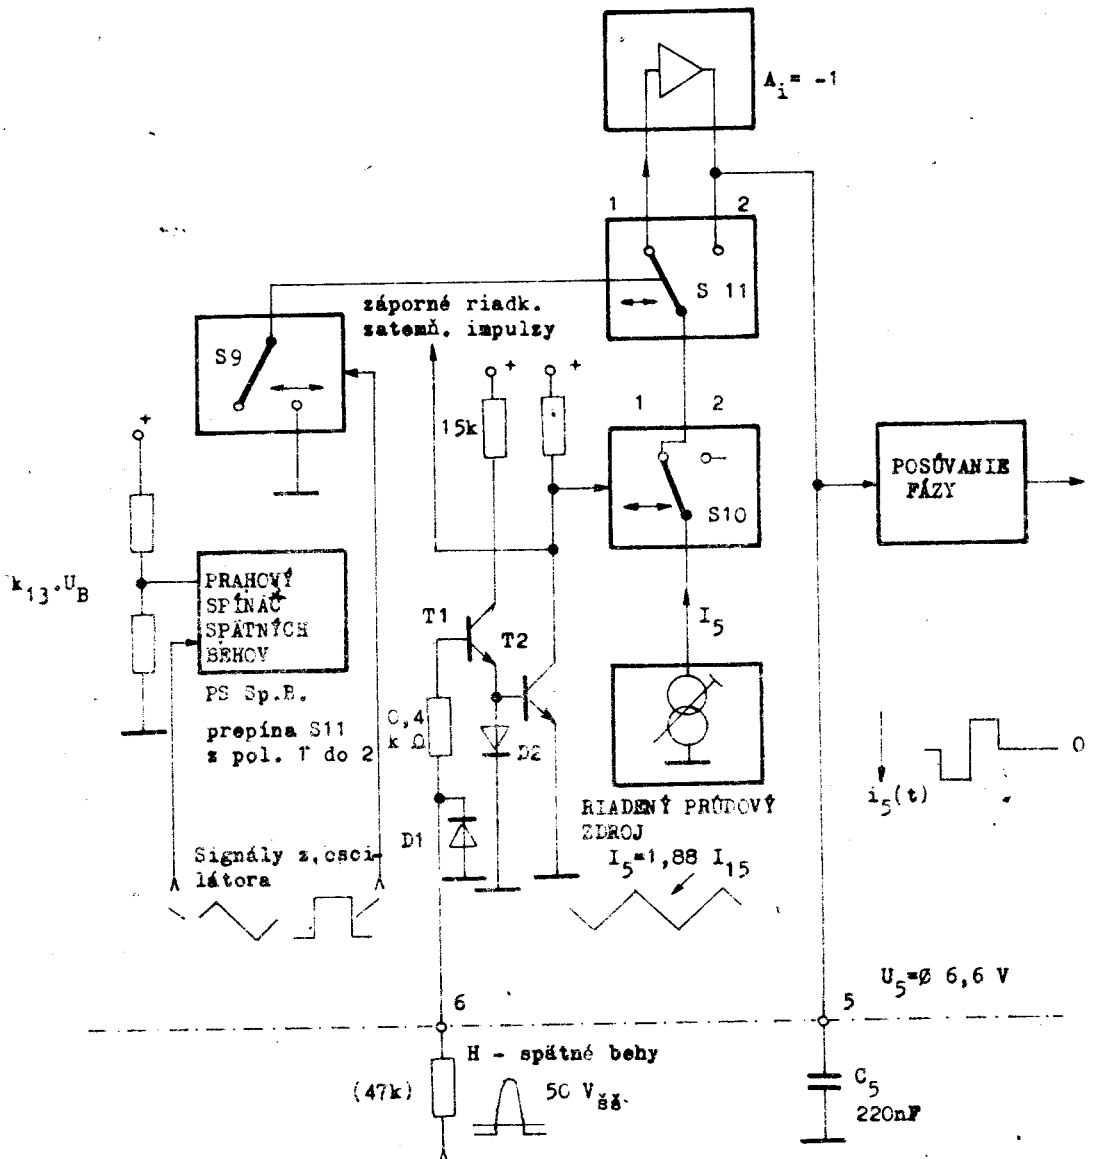 A_i= -1
1
2
S 11
záporné riadk.
zatemň. impulzy
S9
+
+
+
15k
1
2
S10
POSÚVANIE
FÁZY
k_13·U_B
PRAHOVÝ
SPÍNAČ
SPÄTNÝCH
BĚHOV
PS Sp.B.
prepína S11
z pol. 1 do 2
T1
T2
I_5
0,4
k Ω
D2
D1
RIADENÝ PRÚDOVÝ
ZDROJ
I_5=1,88 I_15
i_5(t)
0
Signály z osci-
látora
U_5=Ø 6,6 V
6
5
H - spätné behy
(47k)
50 V_šš
C_5
220nF